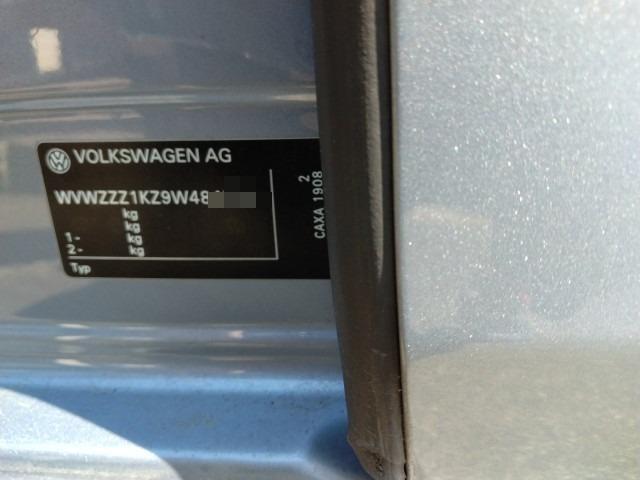 VOLKSWAGEN AG
WVWZZZ1KZ9W48
kg
kg
1- kg
2- kg
Typ
2
CAXA 1908